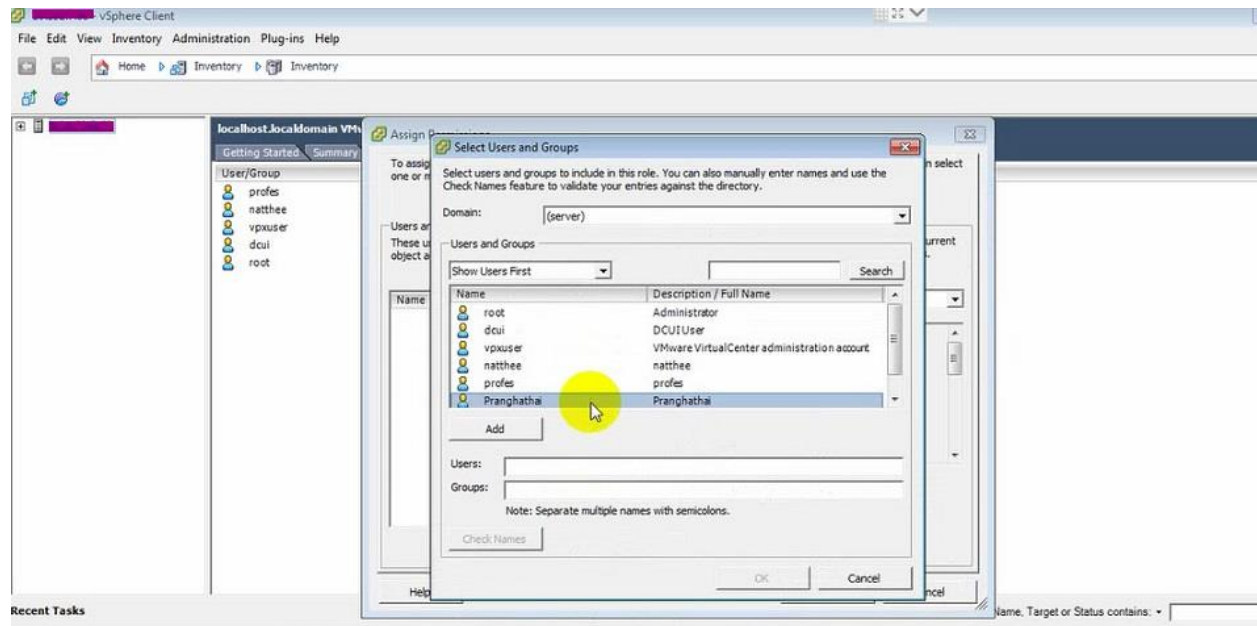 vSphere Client
File Edit View Inventory Administration Plug-ins Help
Home Inventory Inventory
localhost.localdomain
Getting Started Summary
User/Group
profes
natthee
vpxuser
dcui
root
Assign
To assig
one or m
n select
Users an
These u
object a
urrent
Name
Help
ncel
Select Users and Groups
Select users and groups to include in this role. You can also manually enter names and use the
Check Names feature to validate your entries against the directory.
Domain: (server)
Users and Groups
Show Users First Search
Name Description / Full Name
root Administrator
dcui DCUI User
vpxuser VMware VirtualCenter administration account
natthee natthee
profes profes
Pranghathai Pranghathai
Add
Users:
Groups:
Note: Separate multiple names with semicolons.
Check Names
OK Cancel
Recent Tasks
Name, Target or Status contains: